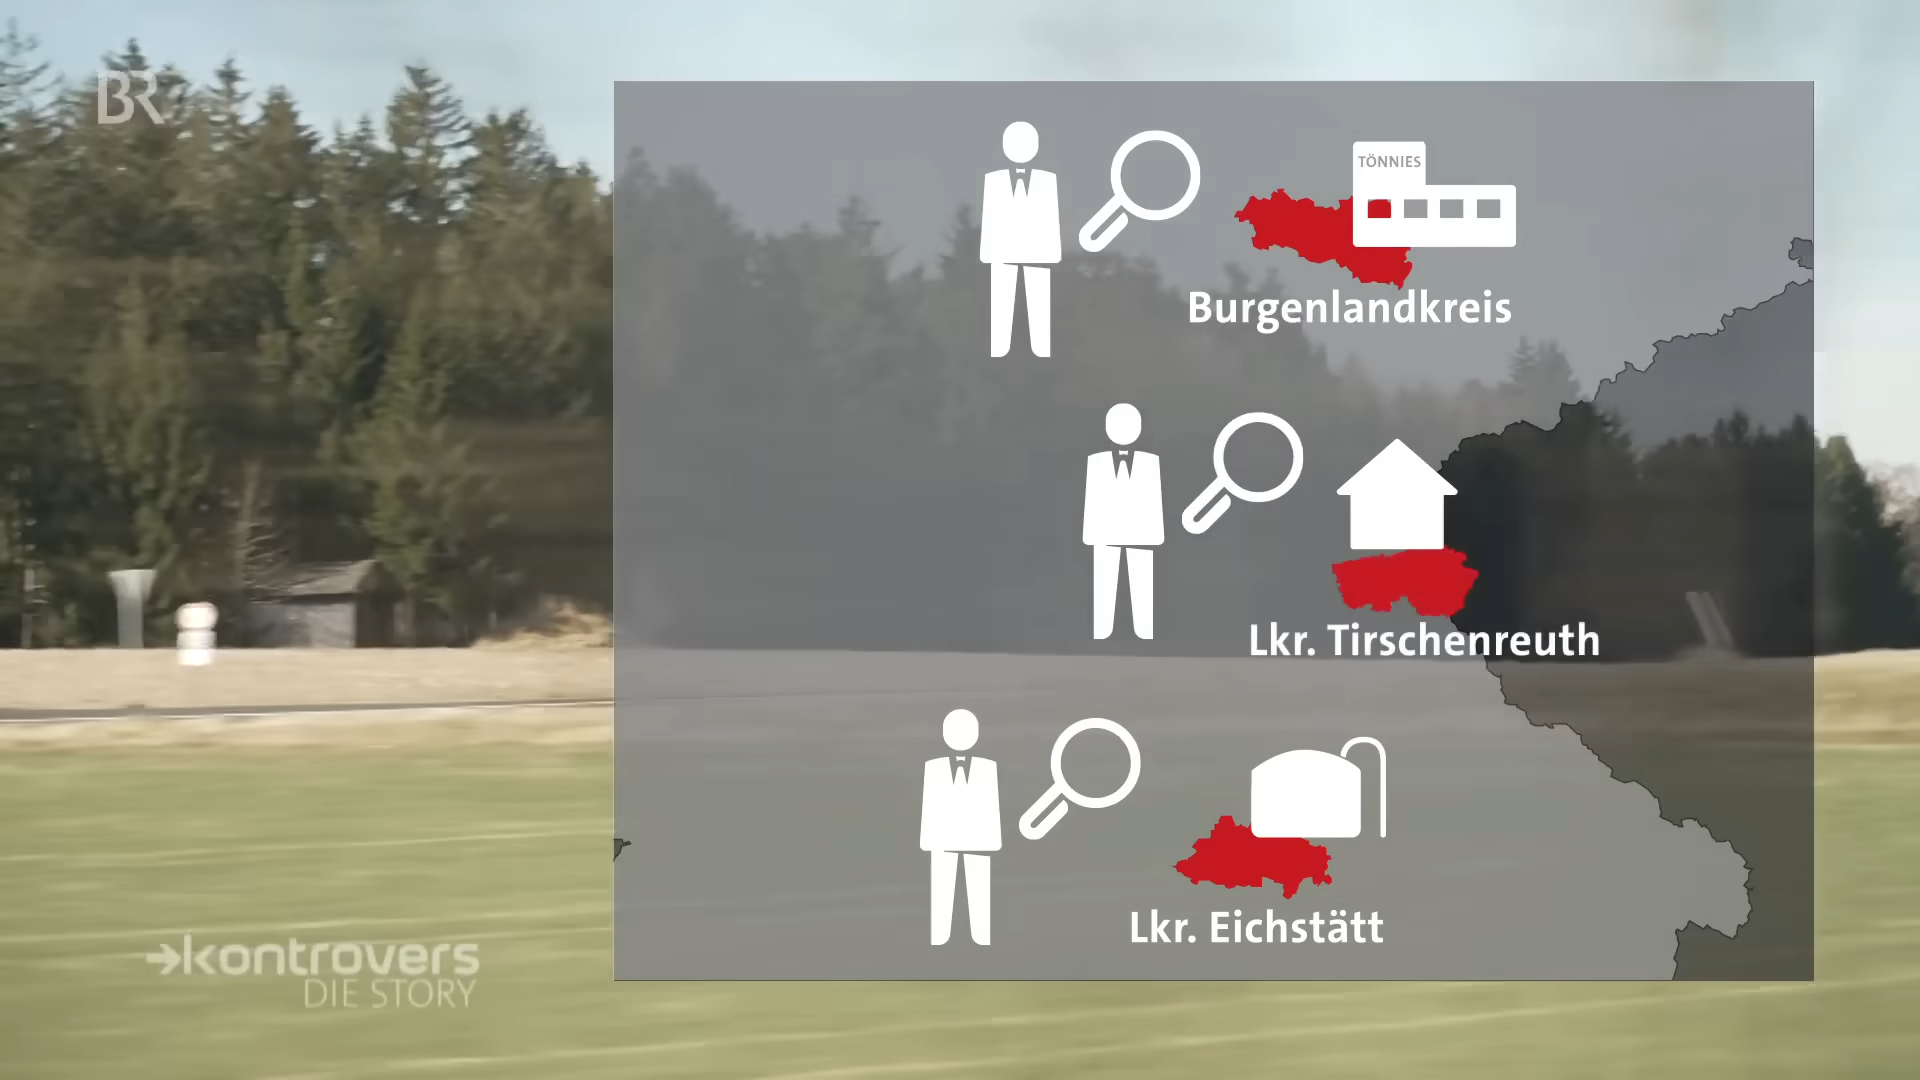 BR
TÖNNIES
Burgenlandkreis
Lkr. Tirschenreuth
Lkr. Eichstätt
kontrovers
DIE STORY